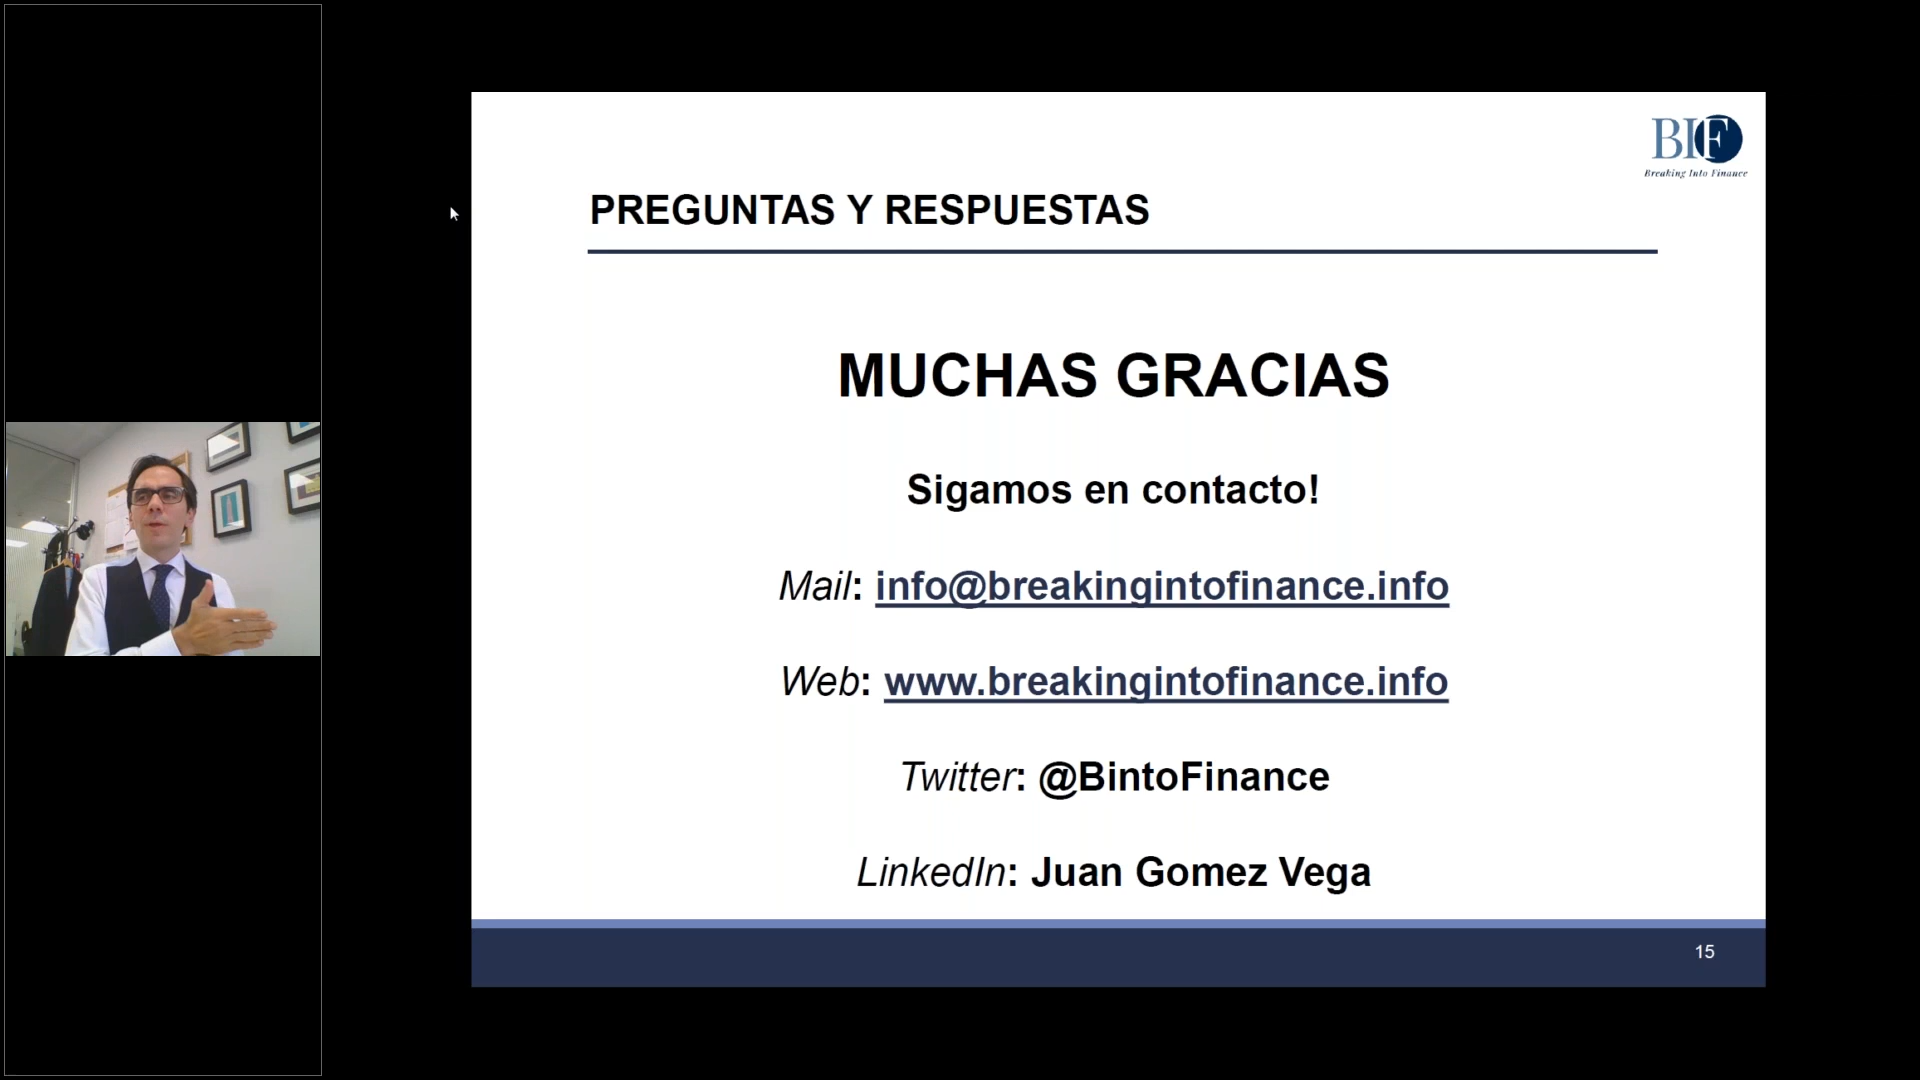 BIF
Breaking Into Finance
PREGUNTAS Y RESPUESTAS
MUCHAS GRACIAS
Sigamos en contacto!
Mail: info@breakingintofinance.info
Web: www.breakingintofinance.info
Twitter: @BintoFinance
LinkedIn: Juan Gomez Vega
15